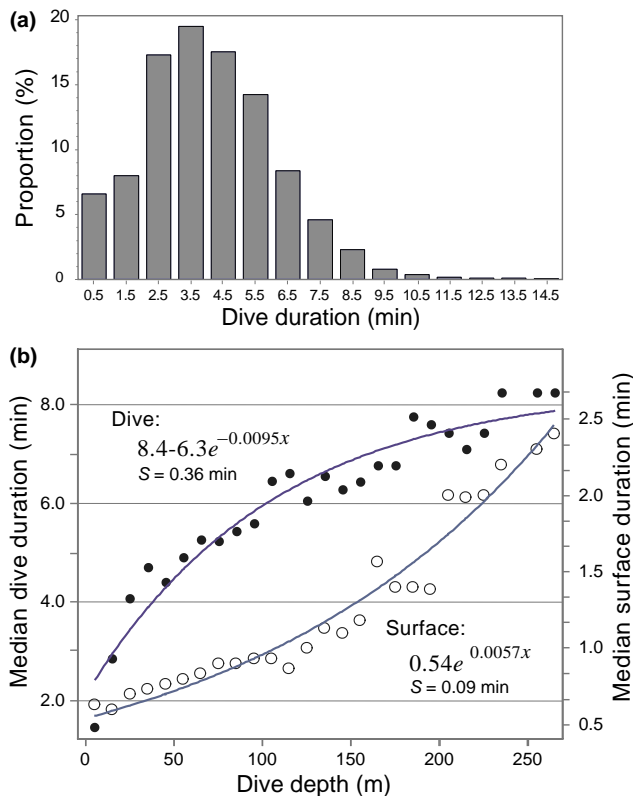 (a)
20
15
10
5
0
Proportion (%)
0.5 1.5 2.5 3.5 4.5 5.5 6.5 7.5 8.5 9.5 10.5 11.5 12.5 13.5 14.5
Dive duration (min)
(b)
8.0
6.0
4.0
2.0
Median dive duration (min)
Dive:
8.4-6.3e^−0.0095x
S = 0.36 min
Surface:
0.54e^0.0057x
S = 0.09 min
2.5
2.0
1.5
1.0
0.5
Median surface duration (min)
0 50 100 150 200 250
Dive depth (m)